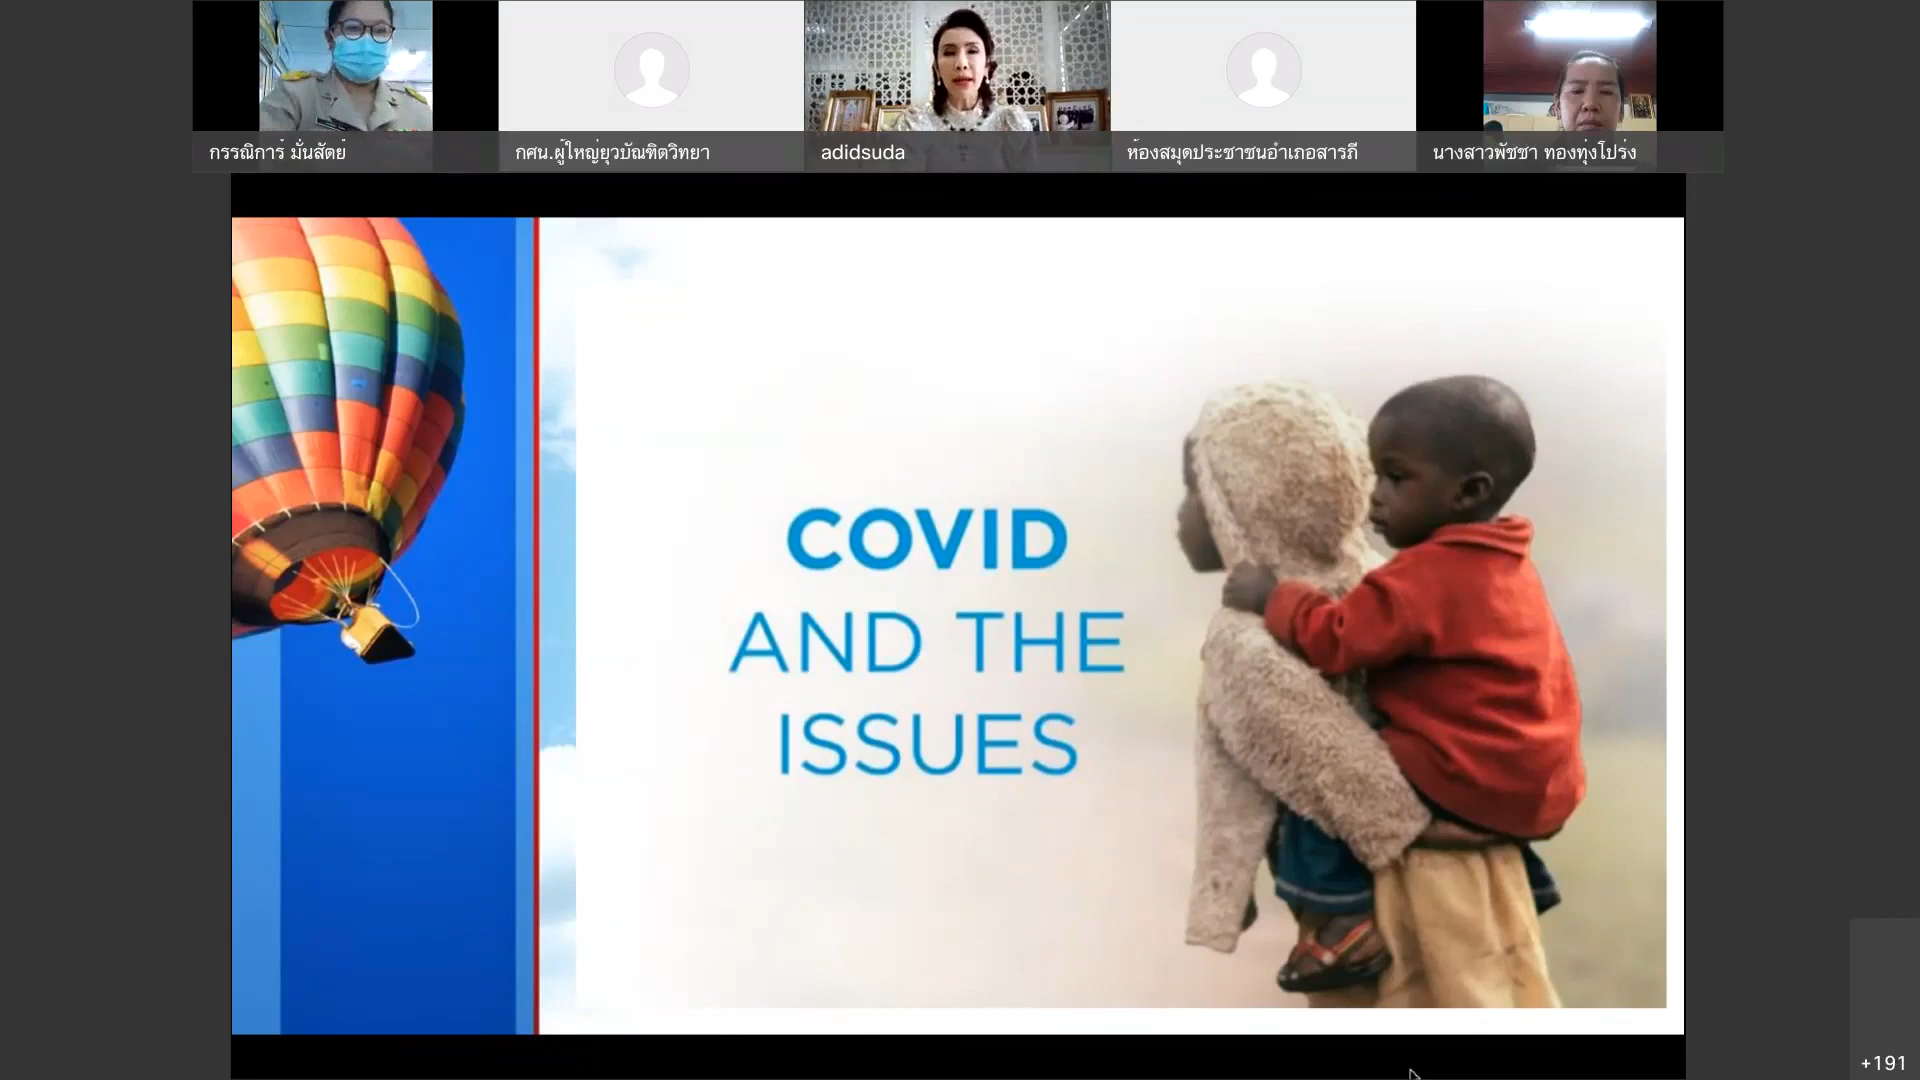 กรรณิการ์ มั่นสัตย์
กศน.ผู้ใหญ่ยุวบัณฑิตวิทยา
adidsuda
ห้องสมุดประชาชนอำเภอสารภี
นางสาวพัชชา ทองทุ่งโปร่ง
COVID
AND THE
ISSUES
+191